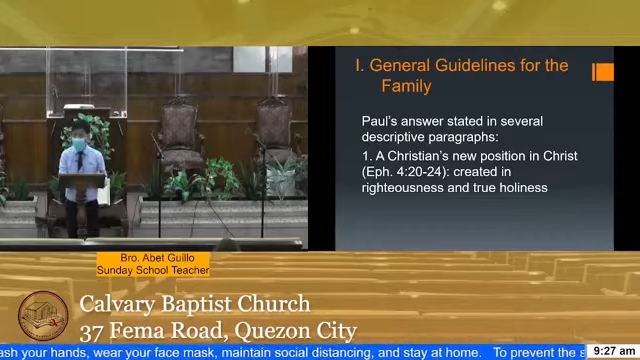 I. General Guidelines for the
Family
Paul's answer stated in several
descriptive paragraphs:
1. A Christian's new position in Christ
(Eph. 4:20-24): created in
righteousness and true holiness
Bro. Abet Guillo
Sunday School Teacher
Calvary Baptist Church
37 Fema Road, Quezon City
ash your hands, wear your face mask, maintain social distancing, and stay at home. To prevent the s
9:27 am